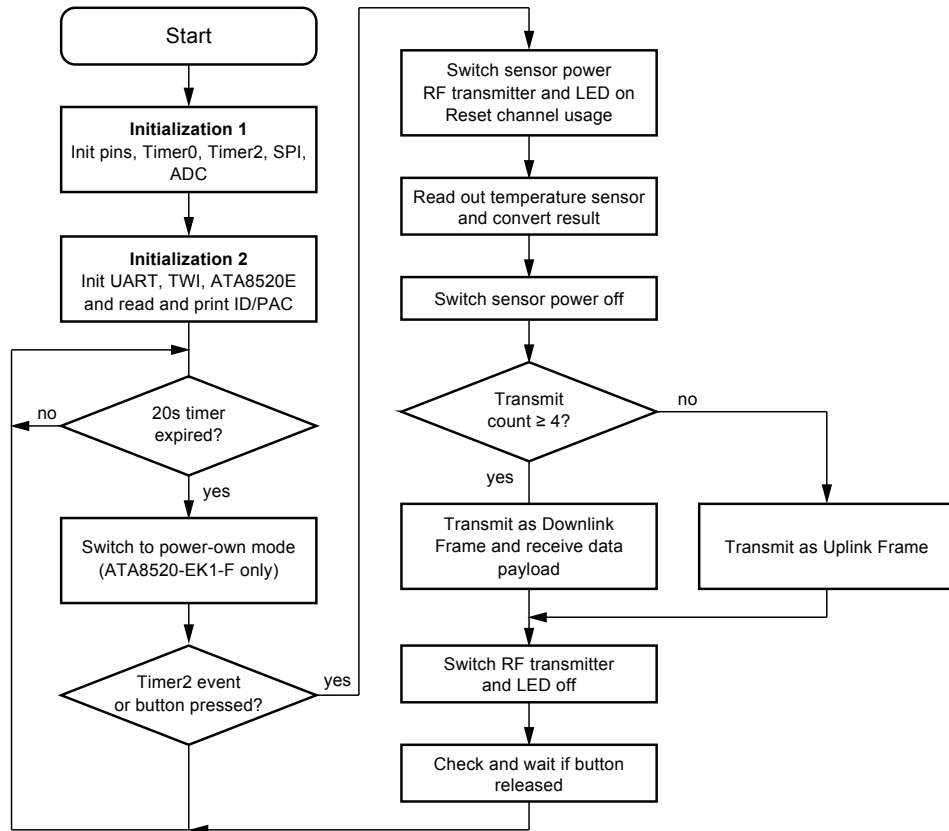 Start
Initialization 1
Init pins, Timer0, Timer2, SPI,
ADC
Initialization 2
Init UART, TWI, ATA8520E
and read and print ID/PAC
no
20s timer
expired?
yes
Switch to power-own mode
(ATA8520-EK1-F only)
Timer2 event
or button pressed?
yes
Switch sensor power
RF transmitter and LED on
Reset channel usage
Read out temperature sensor
and convert result
Switch sensor power off
Transmit
count ≥ 4?
no
yes
Transmit as Downlink
Frame and receive data
payload
Transmit as Uplink Frame
Switch RF transmitter
and LED off
Check and wait if button
released